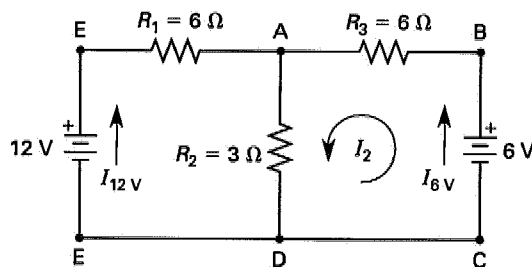 R1 = 6 Ω
R3 = 6 Ω
E
A
B
+
12 V
I12 V
R2 = 3 Ω
I2
I6 V
+
6 V
E
D
C